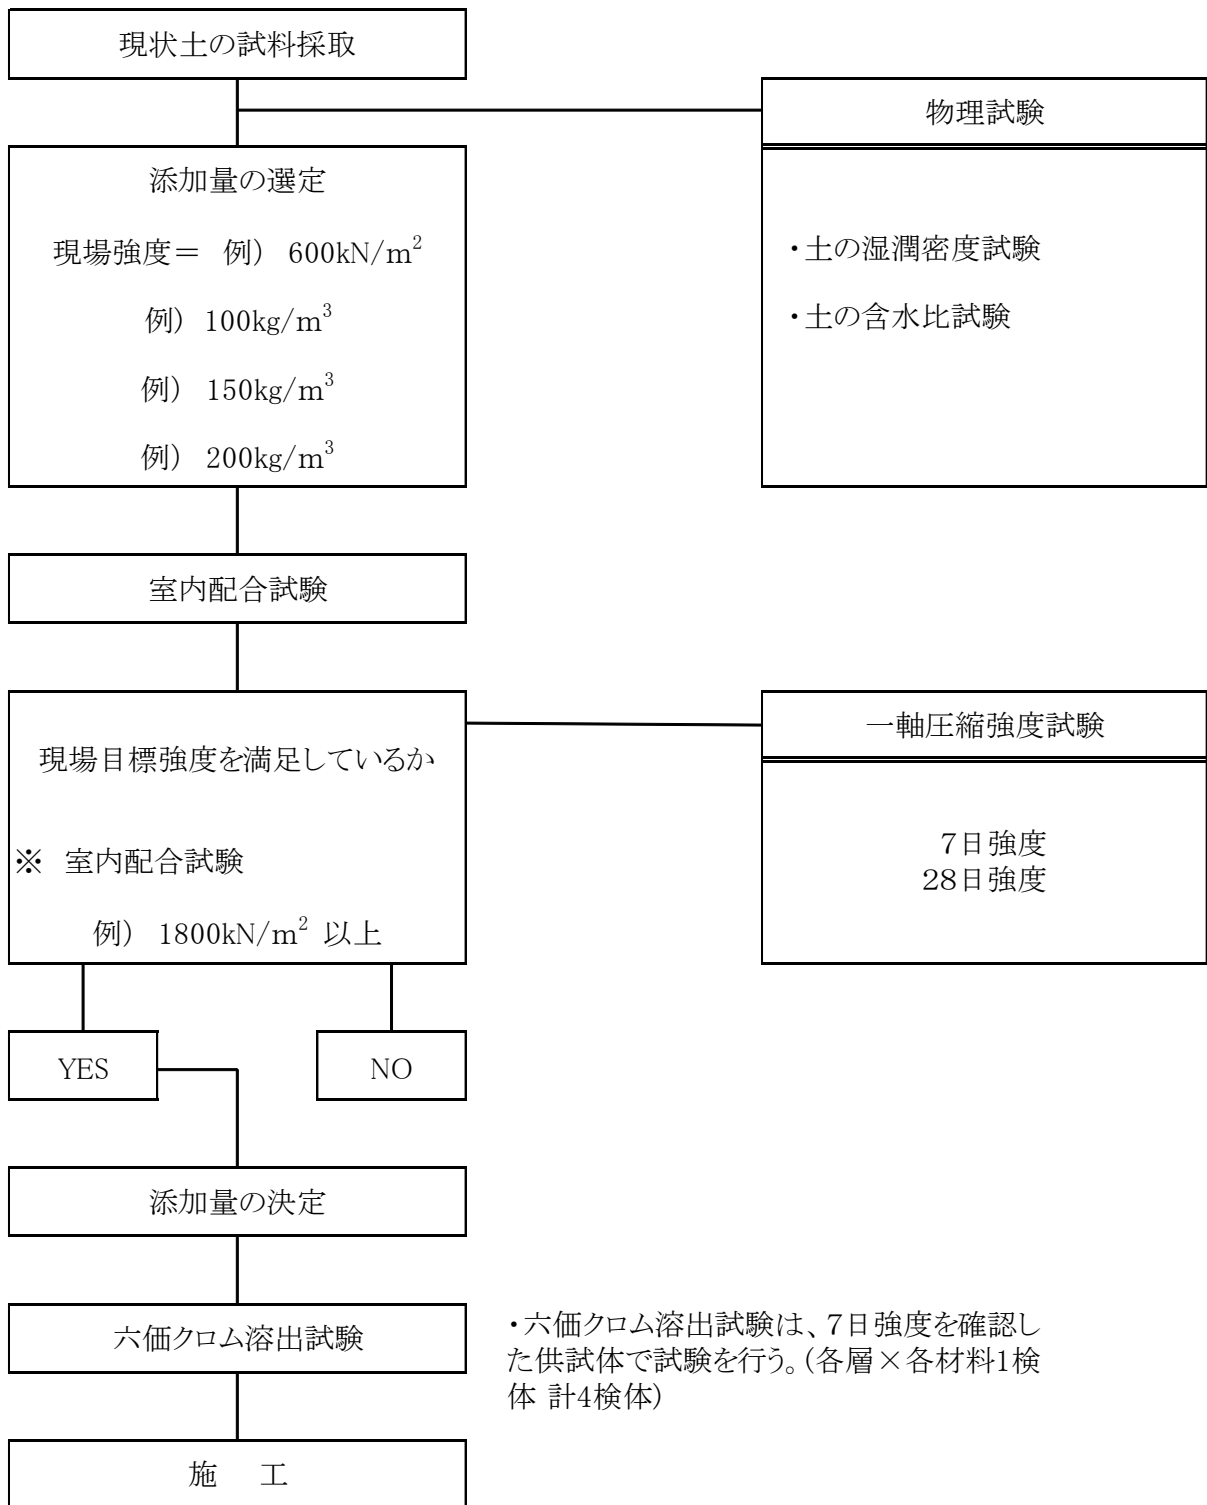 現状土の試料採取
物理試験
添加量の選定
現場強度＝ 例） 600kN/m²
例） 100kg/m³
例） 150kg/m³
例） 200kg/m³
・土の湿潤密度試験
・土の含水比試験
室内配合試験
現場目標強度を満足しているか
※ 室内配合試験
例） 1800kN/m² 以上
一軸圧縮強度試験
7日強度
28日強度
YES
NO
添加量の決定
六価クロム溶出試験
・六価クロム溶出試験は、7日強度を確認し
た供試体で試験を行う。（各層×各材料1検
体 計4検体）
施 工